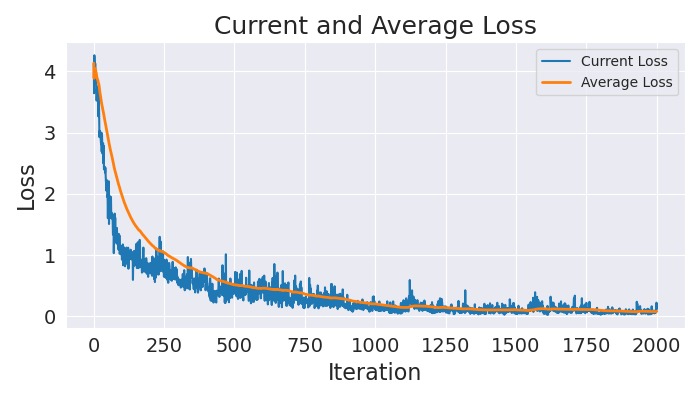 Current and Average Loss
Current Loss
Average Loss
4
3
2
1
0
Loss
0 250 500 750 1000 1250 1500 1750 2000
Iteration